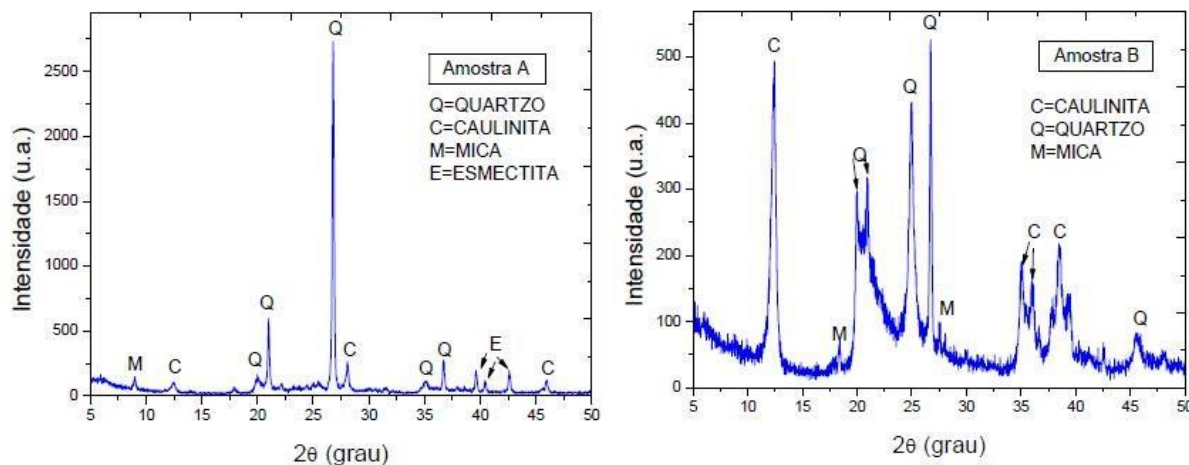 Amostra A
Q=QUARTZO
C=CAULINITA
M=MICA
E=ESMECTITA
Intensidade (u.a.)
2500
2000
1500
1000
500
0
Q
Q
M
C
Q
C
Q
Q
E
C
5 10 15 20 25 30 35 40 45 50
2θ (grau)
Amostra B
C=CAULINITA
Q=QUARTZO
M=MICA
Intensidade (u.a.)
500
400
300
200
100
0
C
Q
Q
Q
M
M
C
C
Q
5 10 15 20 25 30 35 40 45 50
2θ (grau)